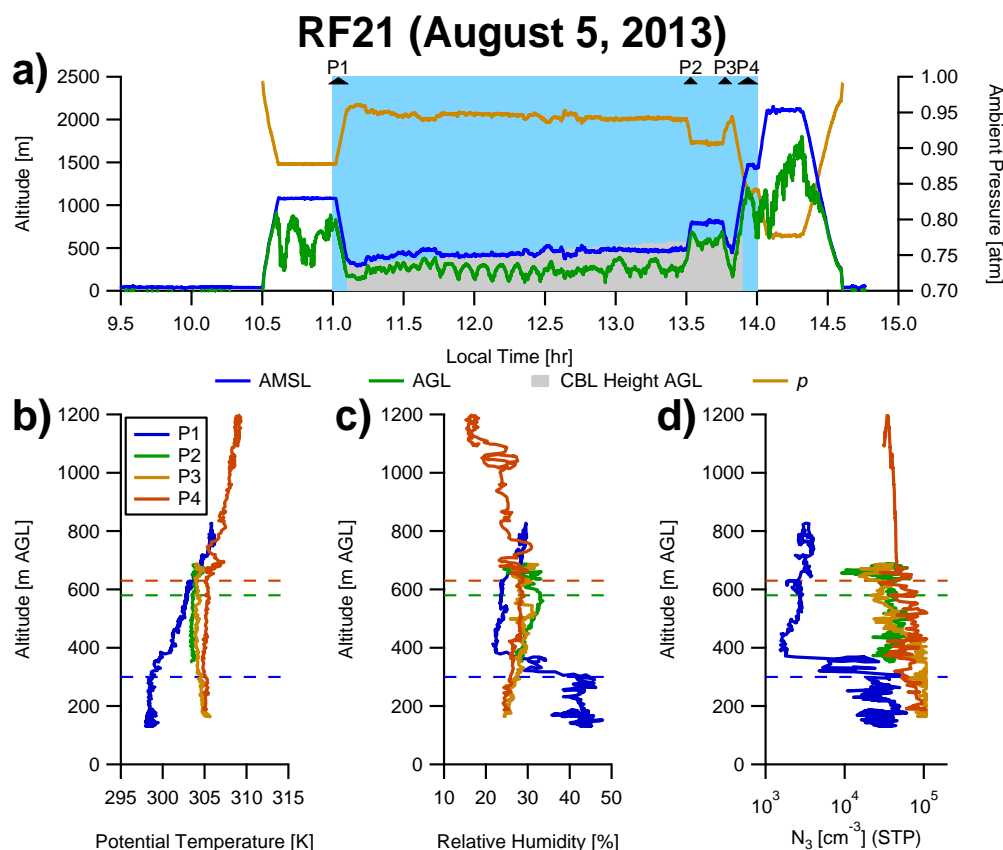 RF21 (August 5, 2013)
a)
P1 P2 P3 P4
2500 2000 1500 1000 500 0
Altitude [m]
1.00 0.95 0.90 0.85 0.80 0.75 0.70
Ambient Pressure [atm]
9.5 10.0 10.5 11.0 11.5 12.0 12.5 13.0 13.5 14.0 14.5 15.0
Local Time [hr]
AMSL AGL CBL Height AGL p
b)
1200 1000 800 600 400 200 0
Altitude [m AGL]
P1
P2
P3
P4
295 300 305 310 315
Potential Temperature [K]
c)
1200 1000 800 600 400 200 0
Altitude [m AGL]
10 20 30 40 50
Relative Humidity [%]
d)
1200 1000 800 600 400 200 0
Altitude [m AGL]
10³ 10⁴ 10⁵
N₃ [cm⁻³] (STP)